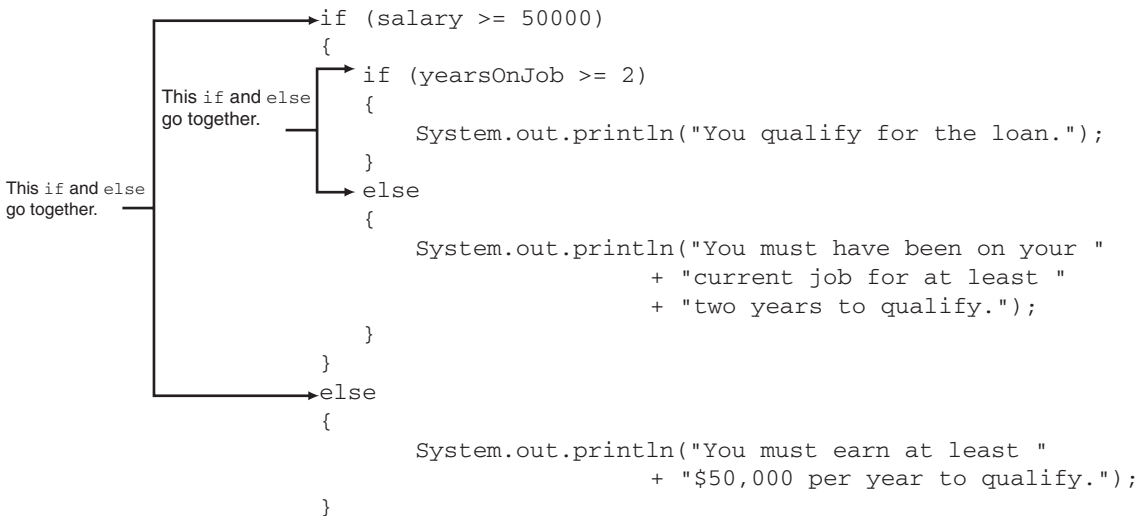 if (salary >= 50000)
{
if (yearsOnJob >= 2)
This if and else
go together.
{
System.out.println("You qualify for the loan.");
}
This if and else
go together.
else
{
System.out.println("You must have been on your "
+ "current job for at least "
+ "two years to qualify.");
}
}
else
{
System.out.println("You must earn at least "
+ "$50,000 per year to qualify.");
}